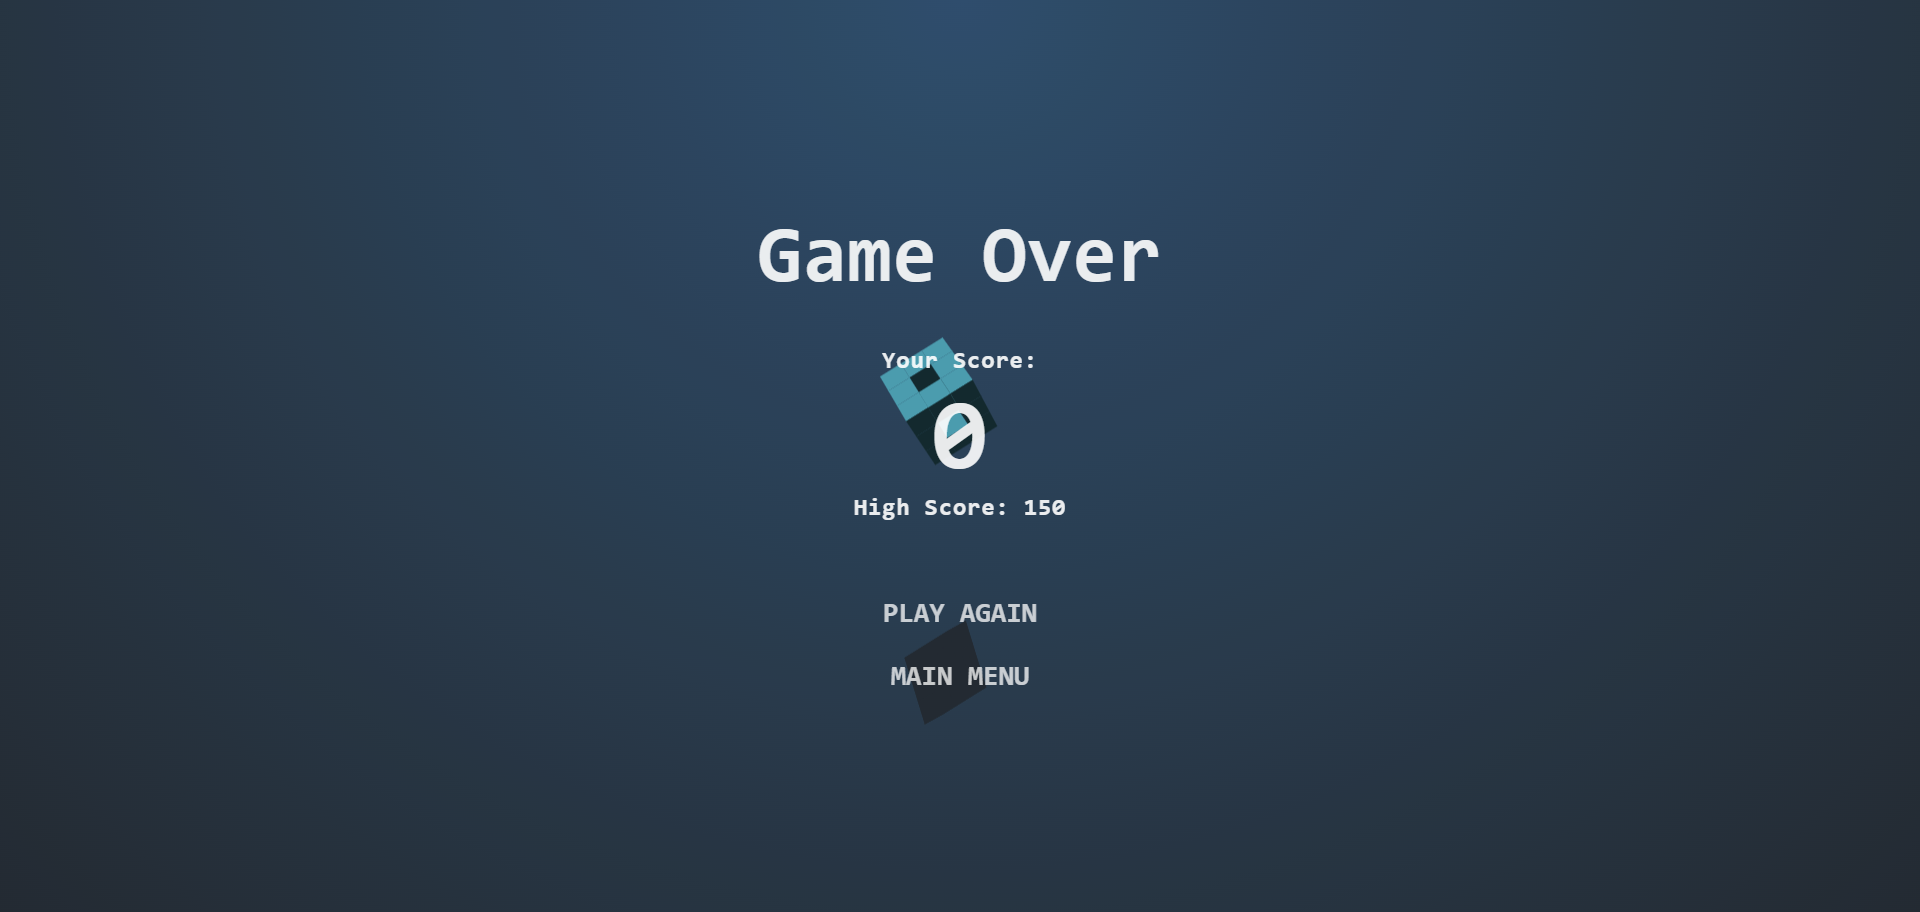 Game Over
Your Score:
0
High Score: 150
PLAY AGAIN
MAIN MENU